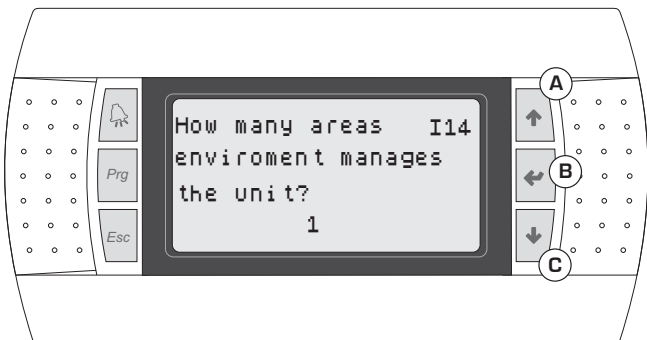 A
How many areas I14
Prg
enviroment manages
B
the unit?
Esc
1
C